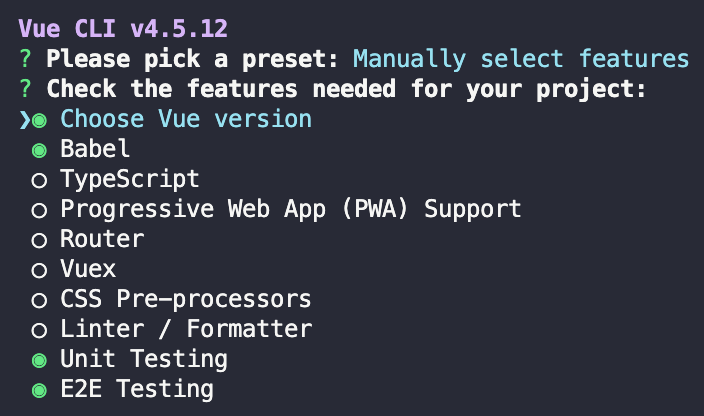 Vue CLI v4.5.12
? Please pick a preset: Manually select features
? Check the features needed for your project:
❯◉ Choose Vue version
◉ Babel
◯ TypeScript
◯ Progressive Web App (PWA) Support
◯ Router
◯ Vuex
◯ CSS Pre-processors
◯ Linter / Formatter
◉ Unit Testing
◉ E2E Testing